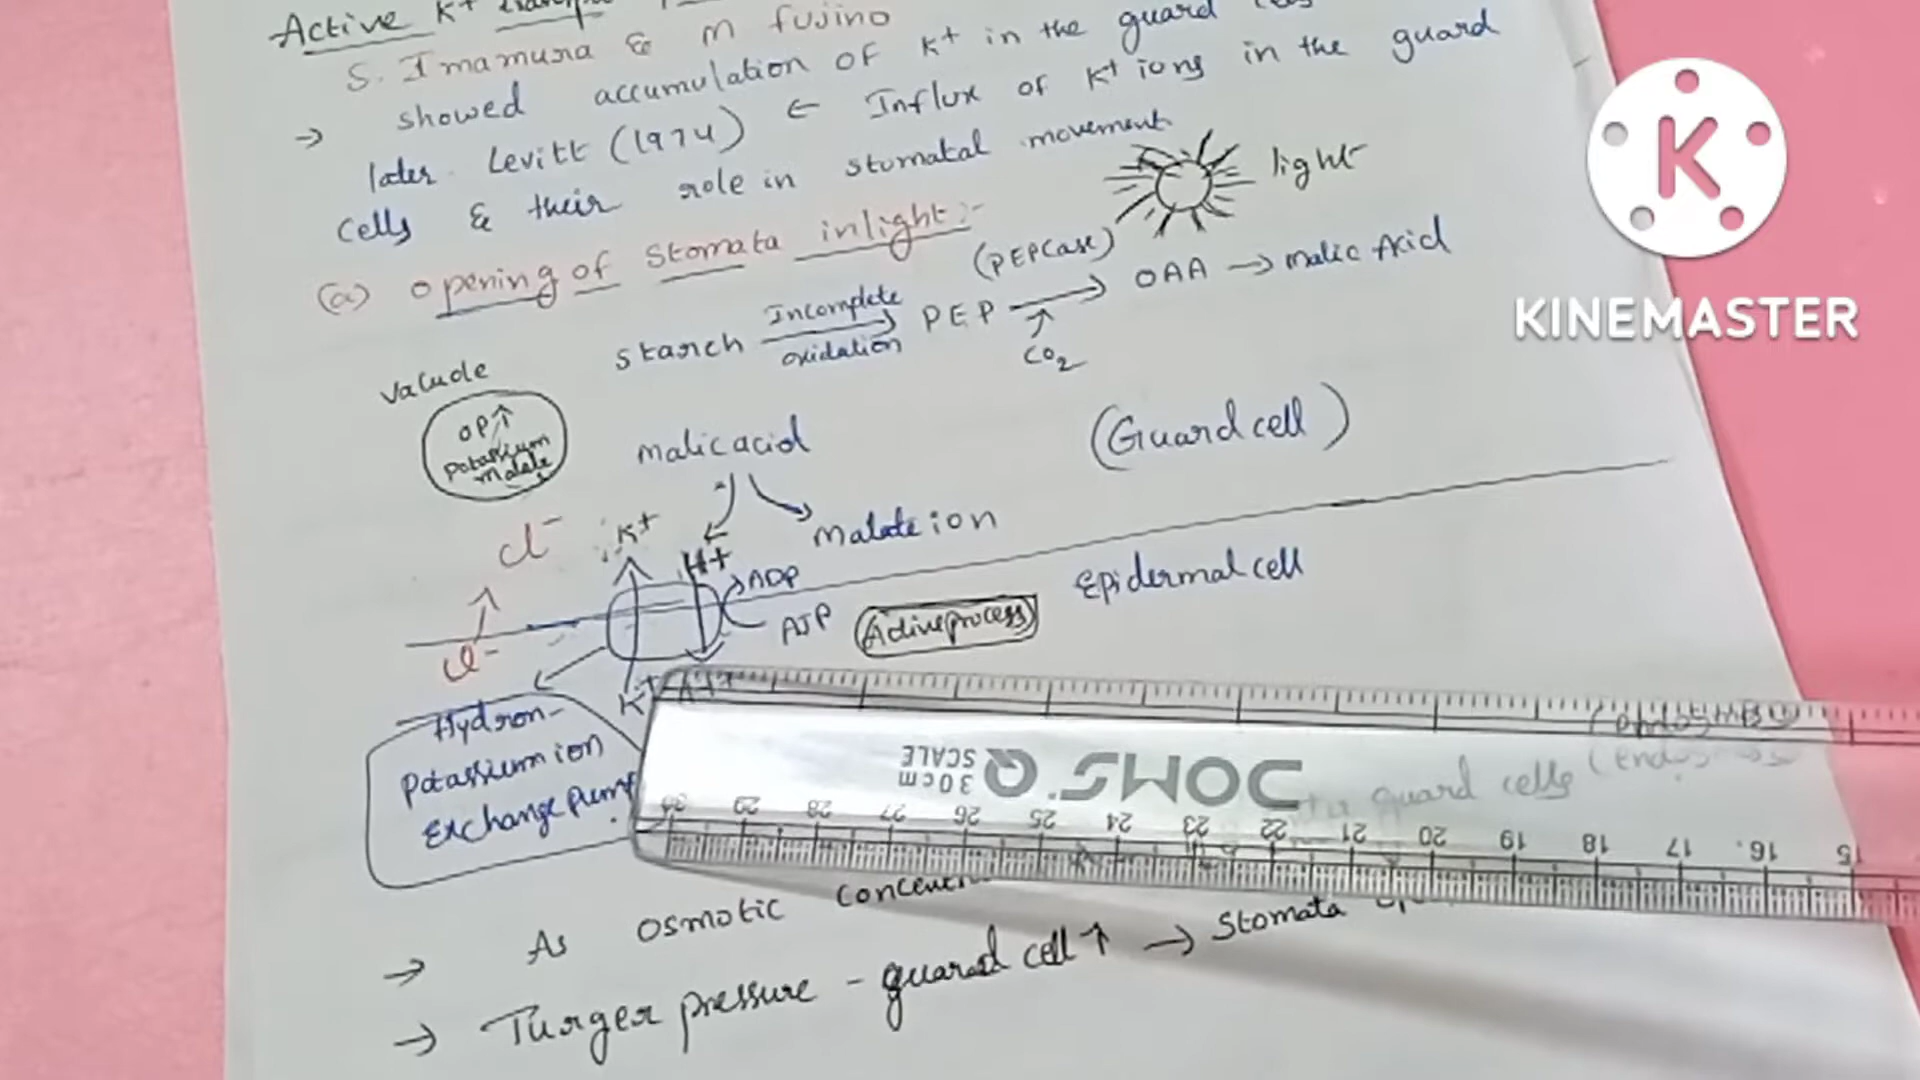 Active K+
S. Imamura & M fujino
→ showed accumulation of K+ in the guard
later Levitt (1974) ← Influx of K+ ions in the guard
cells & their role in stomatal movement
light
(a) opening of Stomata in light:-
(PEPCase)
starch Incomplete oxidation → PEP → OAA → Malic Acid
CO2
Vacuole
OP↑
potassium
malate
malic acid
(Guard cell)
Cl-
K+
H+
Malate ion
ADP
ATP
Active process
Epidermal cell
Cl-
K+
Hydron-
Potassium ion
Exchange pump
guard cells
→ As osmotic
→ Turger pressure - guard cell ↑ → Stomata
DOMS Q
30cm
SCALE
30 29 28 27 26 25 24 23 22 21 20 19 18 17 16 15
K
KINEMASTER